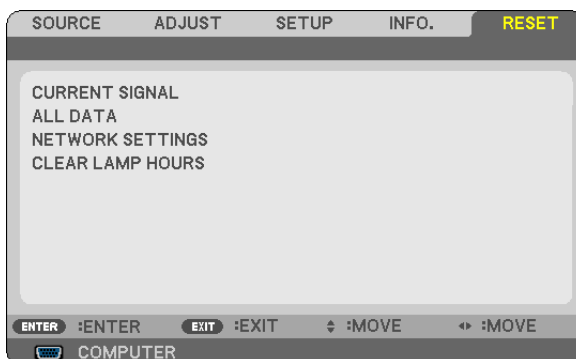 SOURCE ADJUST SETUP INFO. RESET
CURRENT SIGNAL
ALL DATA
NETWORK SETTINGS
CLEAR LAMP HOURS
ENTER :ENTER EXIT :EXIT :MOVE :MOVE
COMPUTER